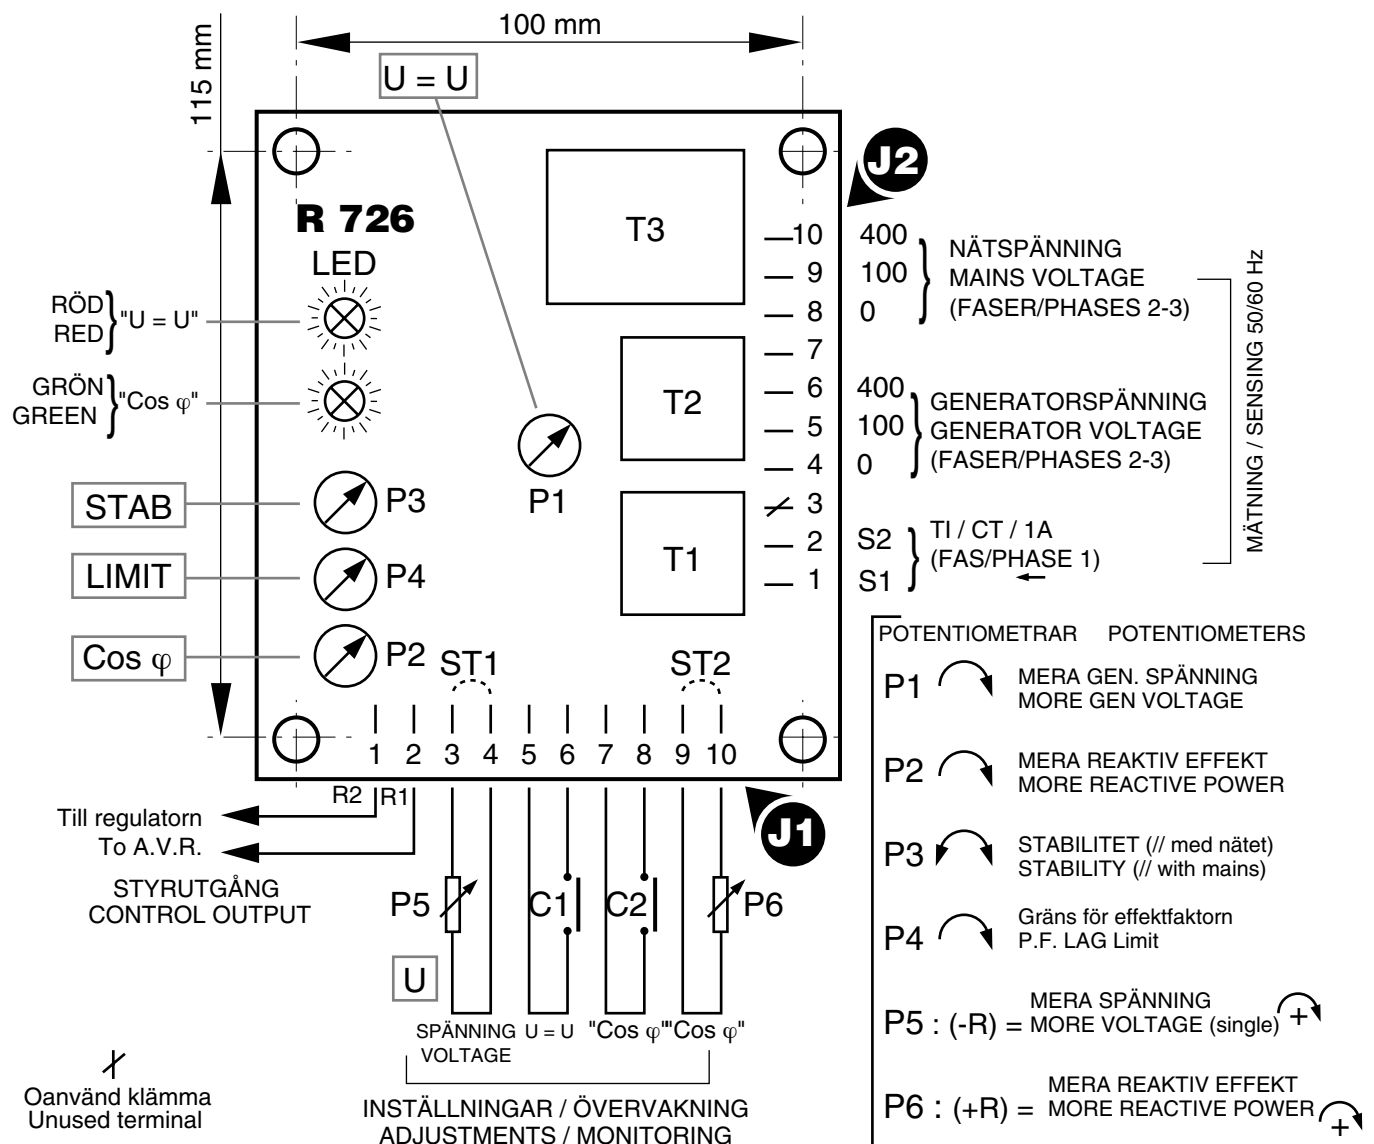 100 mm
115 mm
U = U
J2
R 726
LED
T3
10 400
9 100
8 0
7
6 400
5 100
4 0
3
2 S2
1 S1
NÄTSPÄNNING
MAINS VOLTAGE
(FASER/PHASES 2-3)
GENERATORSPÄNNING
GENERATOR VOLTAGE
(FASER/PHASES 2-3)
TI / CT / 1A
(FAS/PHASE 1)
MÄTNING / SENSING 50/60 Hz
RÖD
RED
"U = U"
GRÖN
GREEN
"Cos φ"
T2
P1
T1
STAB
P3
LIMIT
P4
Cos φ
P2
ST1
ST2
1 2 3 4 5 6 7 8 9 10
R2 R1
J1
Till regulatorn
To A.V.R.
STYRUTGÅNG
CONTROL OUTPUT
P5 C1 C2 P6
U
SPÄNNING
VOLTAGE
U = U
"Cos φ"
"Cos φ"
INSTÄLLNINGAR / ÖVERVAKNING
ADJUSTMENTS / MONITORING
Oanvänd klämma
Unused terminal
POTENTIOMETRAR POTENTIOMETERS
P1
MERA GEN. SPÄNNING
MORE GEN VOLTAGE
P2
MERA REAKTIV EFFEKT
MORE REACTIVE POWER
P3
STABILITET (// med nätet)
STABILITY (// with mains)
P4
Gräns för effektfaktorn
P.F. LAG Limit
P5 : (-R) =
MERA SPÄNNING
MORE VOLTAGE (single)
+
P6 : (+R) =
MERA REAKTIV EFFEKT
MORE REACTIVE POWER
+